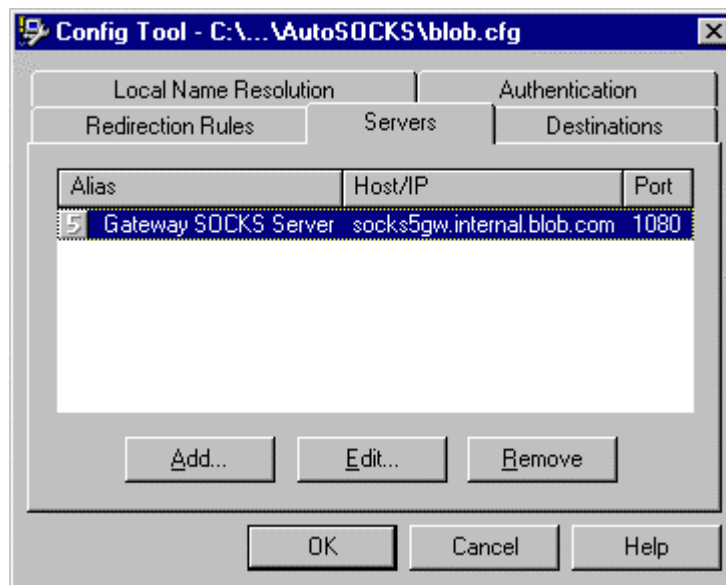 Config Tool - C:\...\AutoSOCKS\blob.cfg
Local Name Resolution Authentication
Redirection Rules Servers Destinations
Alias Host/IP Port
5 Gateway SOCKS Server socks5gw.internal.blob.com 1080
Add... Edit... Remove
OK Cancel Help